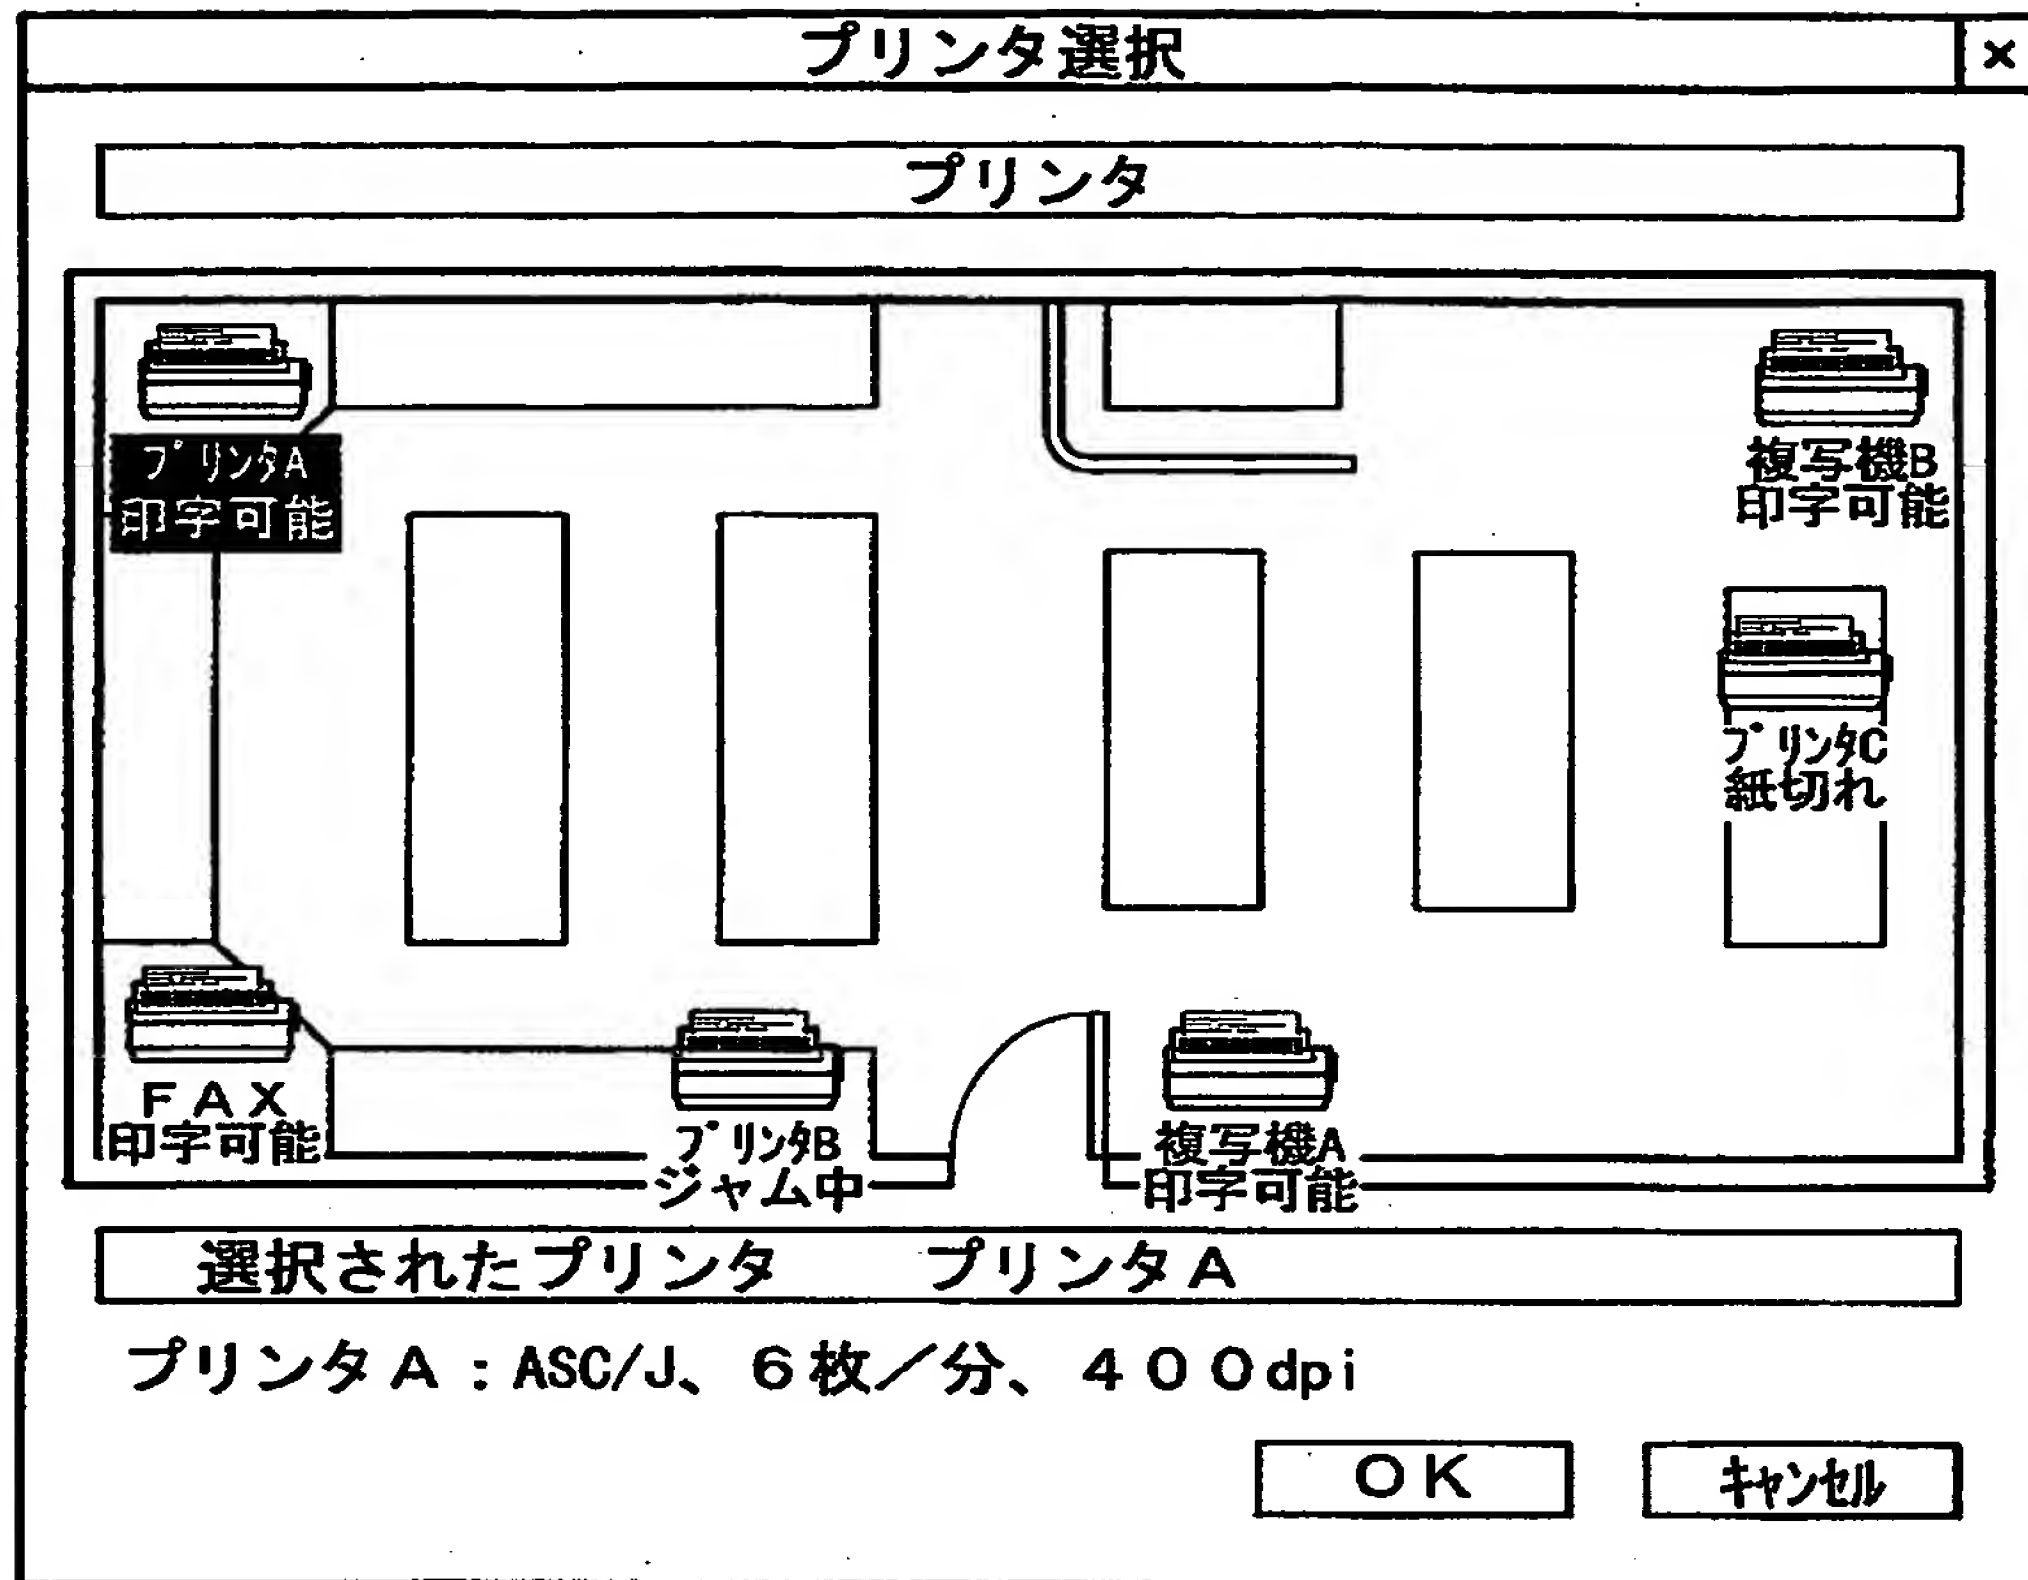 プリンタ選択 ×
プリンタ
プリンタA
印字可能
複写機B
印字可能
プリンタC
紙切れ
FAX
印字可能
プリンタB
ジャム中
複写機A
印字可能
選択されたプリンタ プリンタA
プリンタA:ASC/J、6枚/分、400dpi
OK キャンセル